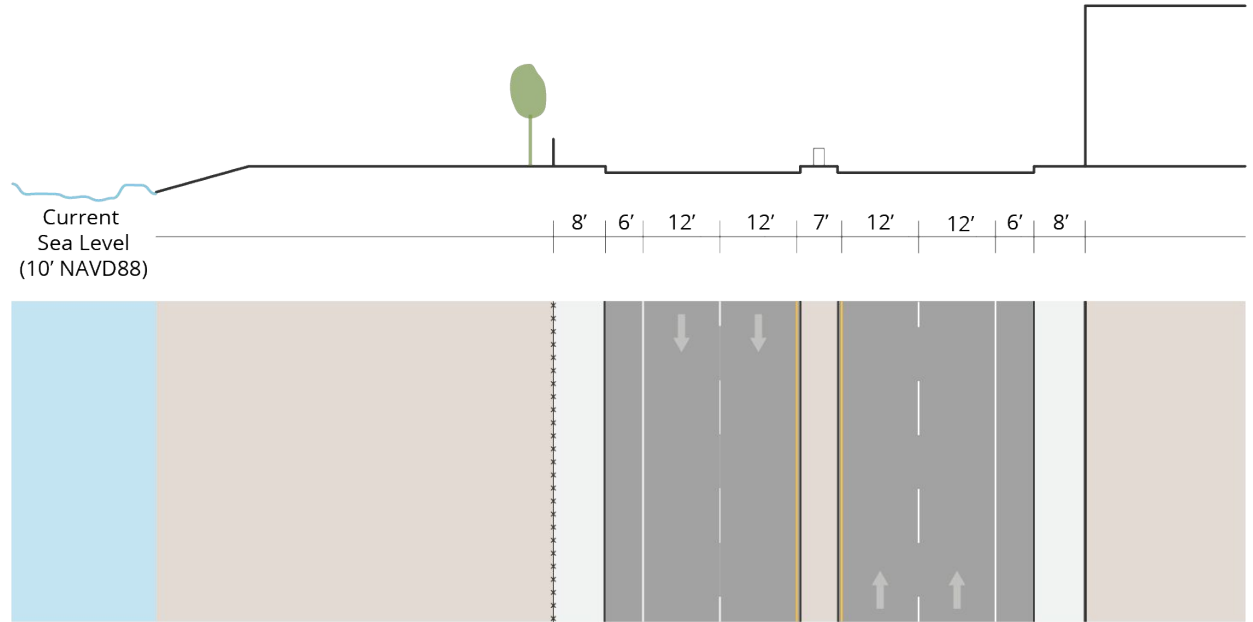 8’ 6’ 12’ 12’ 7’ 12’ 12’ 6’ 8’
Current
Sea Level
(10’ NAVD88)